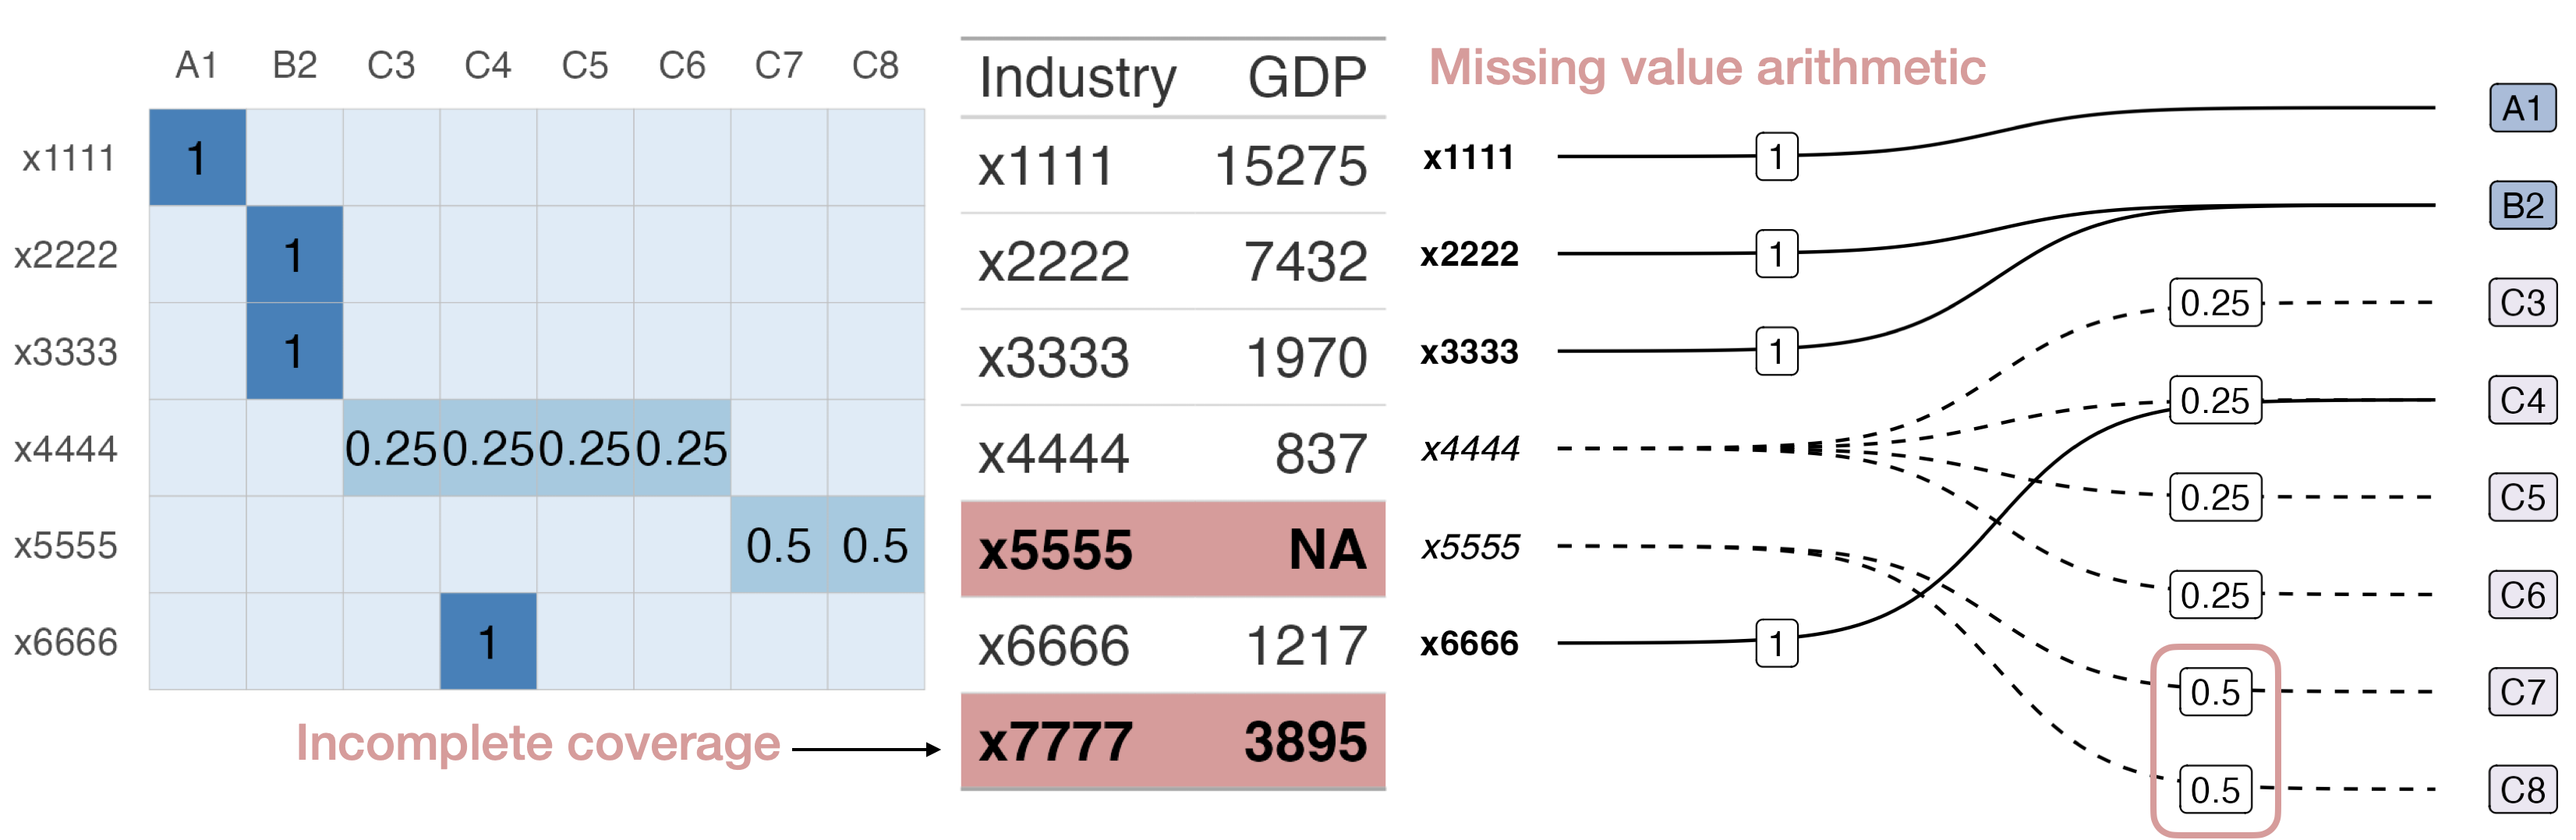 A1 B2 C3 C4 C5 C6 C7 C8
x1111 1
x2222 1
x3333 1
x4444 0.25 0.25 0.25 0.25
x5555 0.5 0.5
x6666 1
Incomplete coverage
Industry GDP
x1111 15275
x2222 7432
x3333 1970
x4444 837
x5555 NA
x6666 1217
x7777 3895
Missing value arithmetic
A1
x1111 1
B2
x2222 1
0.25 C3
x3333 1
0.25 C4
x4444
0.25 C5
x5555
0.25 C6
x6666 1
0.5 C7
0.5 C8